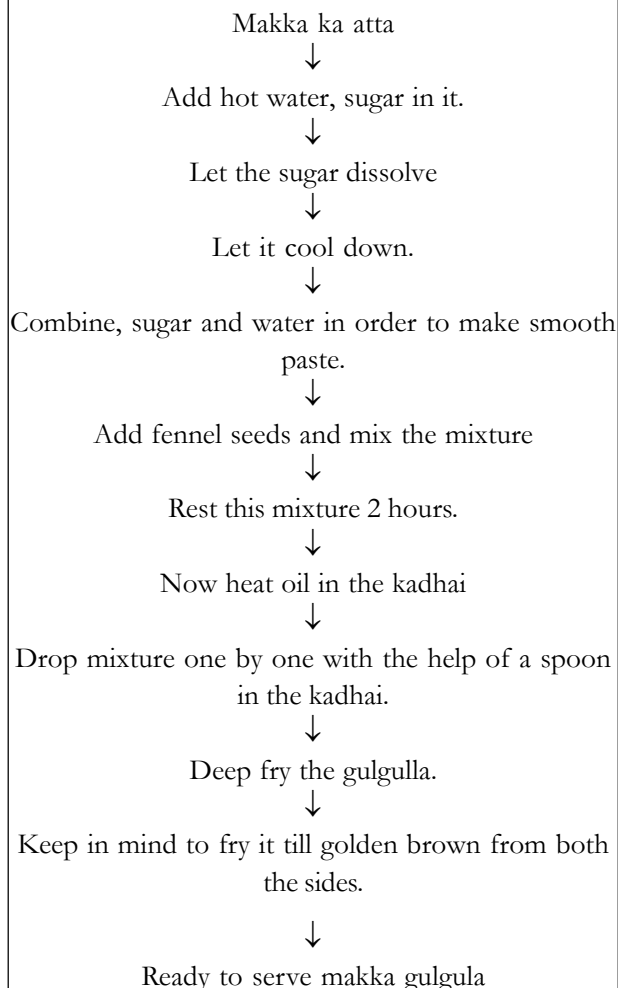 Makka ka atta
↓
Add hot water, sugar in it.
↓
Let the sugar dissolve
↓
Let it cool down.
↓
Combine, sugar and water in order to make smooth
paste.
↓
Add fennel seeds and mix the mixture
↓
Rest this mixture 2 hours.
↓
Now heat oil in the kadhai
↓
Drop mixture one by one with the help of a spoon
in the kadhai.
↓
Deep fry the gulgulla.
↓
Keep in mind to fry it till golden brown from both
the sides.
↓
Ready to serve makka gulgula